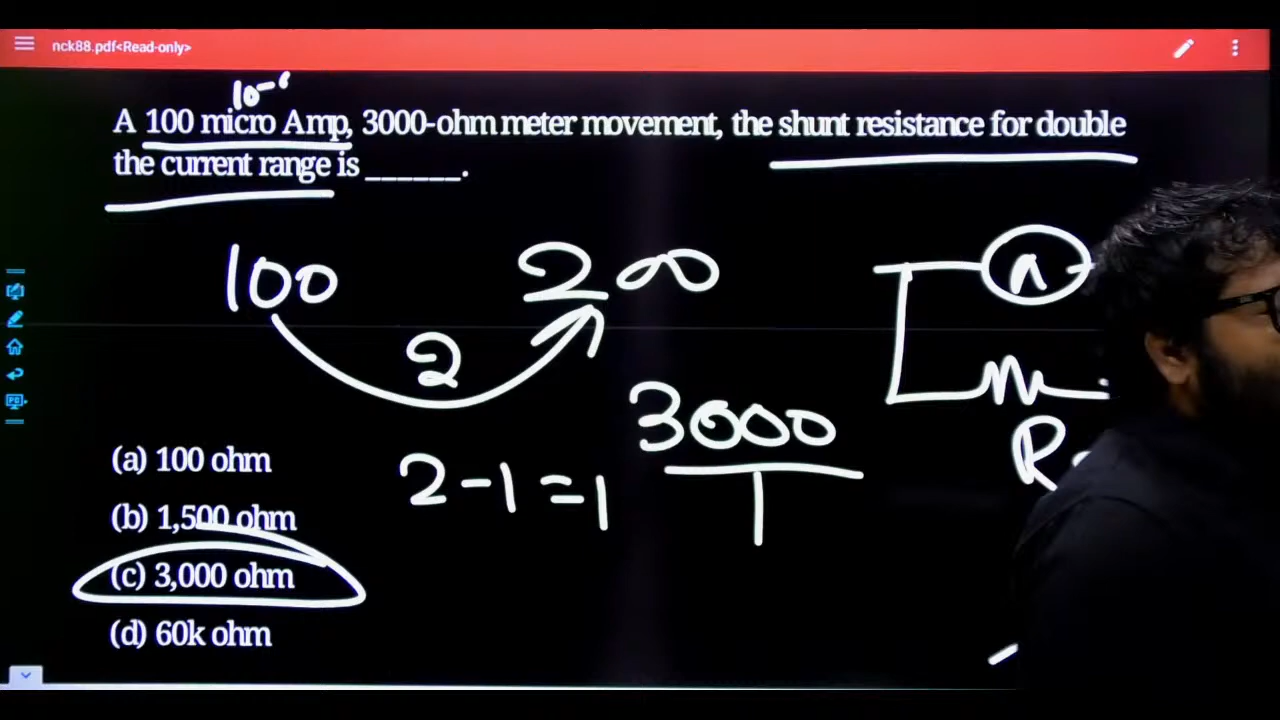 nck88.pdf<Read-only>
10-6
A 100 micro Amp, 3000-ohm meter movement, the shunt resistance for double
the current range is ______.
100
200
2
A
3000
1
2-1=1
R
(a) 100 ohm
(b) 1,500 ohm
(c) 3,000 ohm
(d) 60k ohm